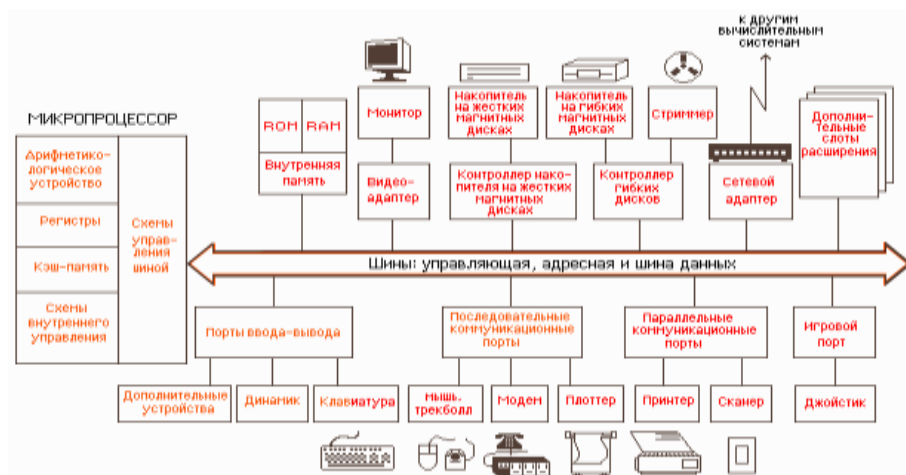 к другим
вычислительным
системам
МИКРОПРОЦЕССОР
Арифметико-
логическое
устройство
Регистры
Кэш-память
Схемы
внутреннего
управления
Схемы
управ-
ления
шиной
ROM
RAM
Внутренняя
память
Монитор
Видео-
адаптер
Накопитель
на жестких
магнитных
дисках
Контроллер нако-
пителя на жестких
магнитных
дисках
Накопитель
на гибких
магнитных
дисках
Стриммер
Контроллер
гибких
дисков
Сетевой
адаптер
Дополни-
тельные
слоты
расширения
Шины: управляющая, адресная и шина данных
Порты ввода-вывода
Дополнительные
устройства
Динамик
Клавиатура
Последовательные
коммуникационные
порты
мышь,
трекболл
Модем
Плоттер
Параллельные
коммуникационные
порты
Принтер
Сканер
Игровой
порт
Джойстик